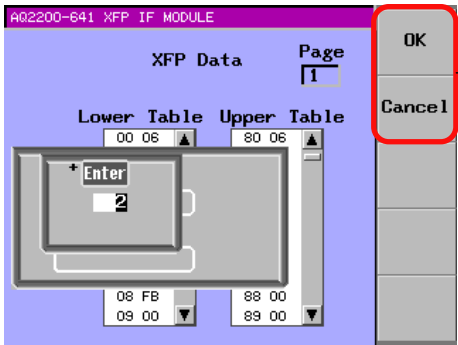 AQ2200-641 XFP IF MODULE
OK
XFP Data
Page
1
Cancel
Lower Table Upper Table
00 06 80 06
+ Enter
2
08 FB 88 00
09 00 89 00